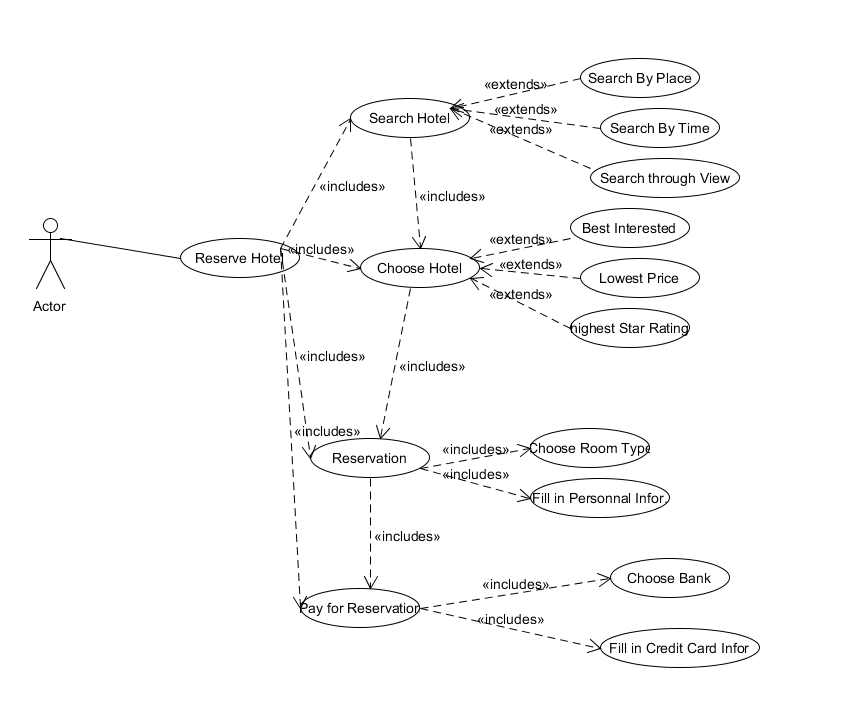 Search By Place
«extends»
«extends»
Search Hotel
Search By Time
«extends»
Search through View
«includes»
«includes»
Best Interested
«extends»
«includes»
Reserve Hotel
Choose Hotel
«extends»
Lowest Price
«extends»
Actor
highest Star Rating
«includes»
«includes»
«includes»
«includes»
Choose Room Type
Reservation
«includes»
Fill in Personnal Infor.
«includes»
Choose Bank
«includes»
Pay for Reservation
«includes»
Fill in Credit Card Infor